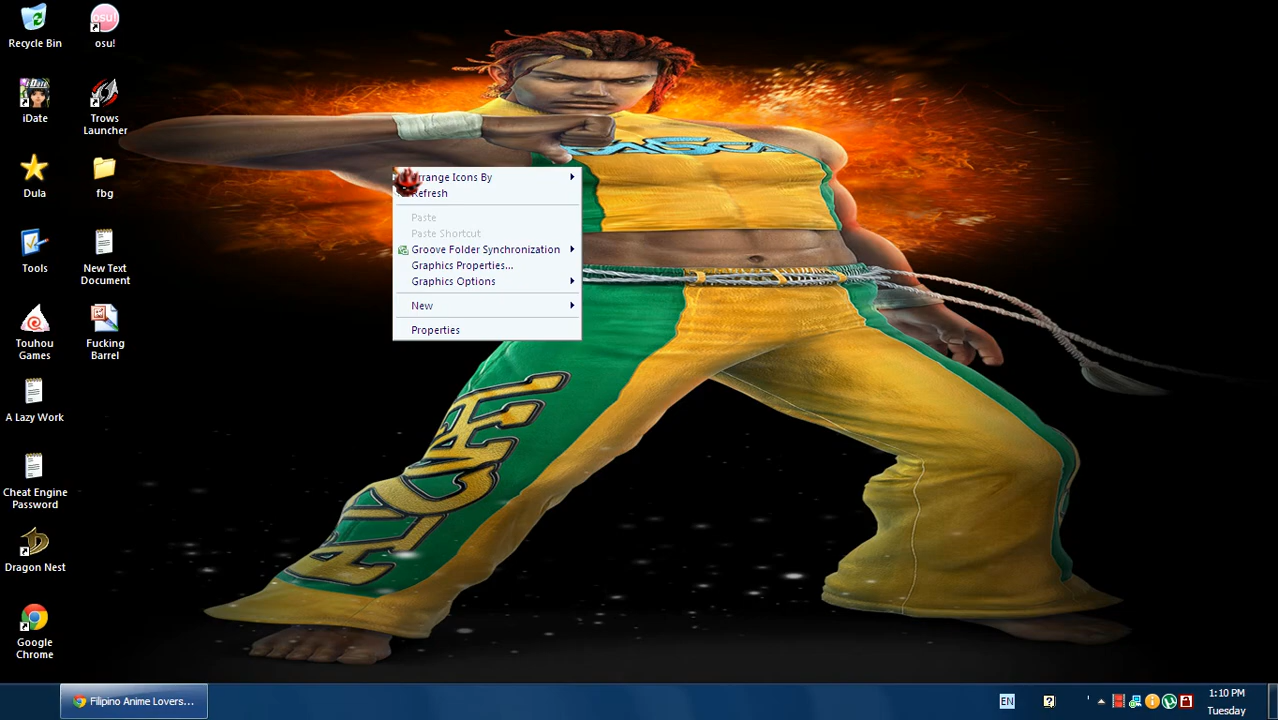 Recycle Bin
osu!
osu!
iDate
Trows
Launcher
Dula
fbg
Tools
New Text
Document
Touhou
Games
Fucking
Barrel
A Lazy Work
Cheat Engine
Password
Dragon Nest
Google
Chrome
Arrange Icons By
Refresh
Paste
Paste Shortcut
Groove Folder Synchronization
Graphics Properties...
Graphics Options
New
Properties
Filipino Anime Lovers...
EN
1:10 PM
Tuesday